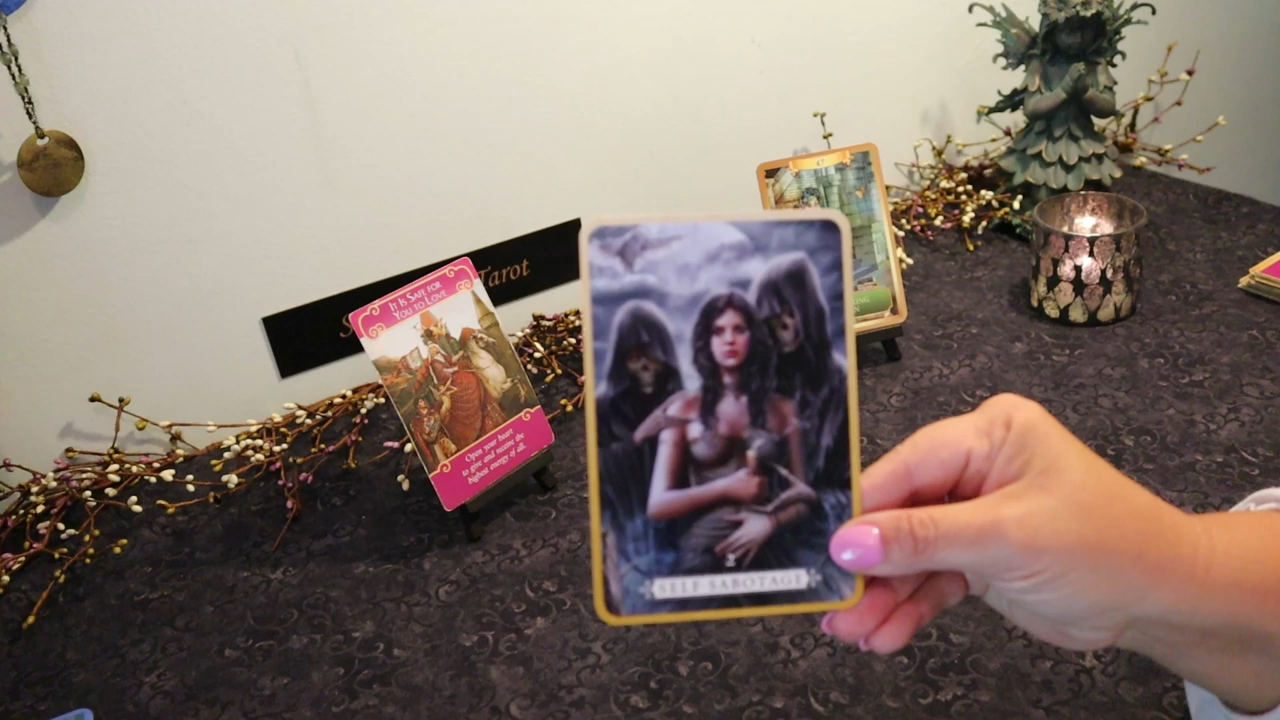 IT IS SAFE FOR
YOU TO LOVE
Open your heart
to give and receive the
highest energy of all.
Tarot
SELF SABOTAGE
47